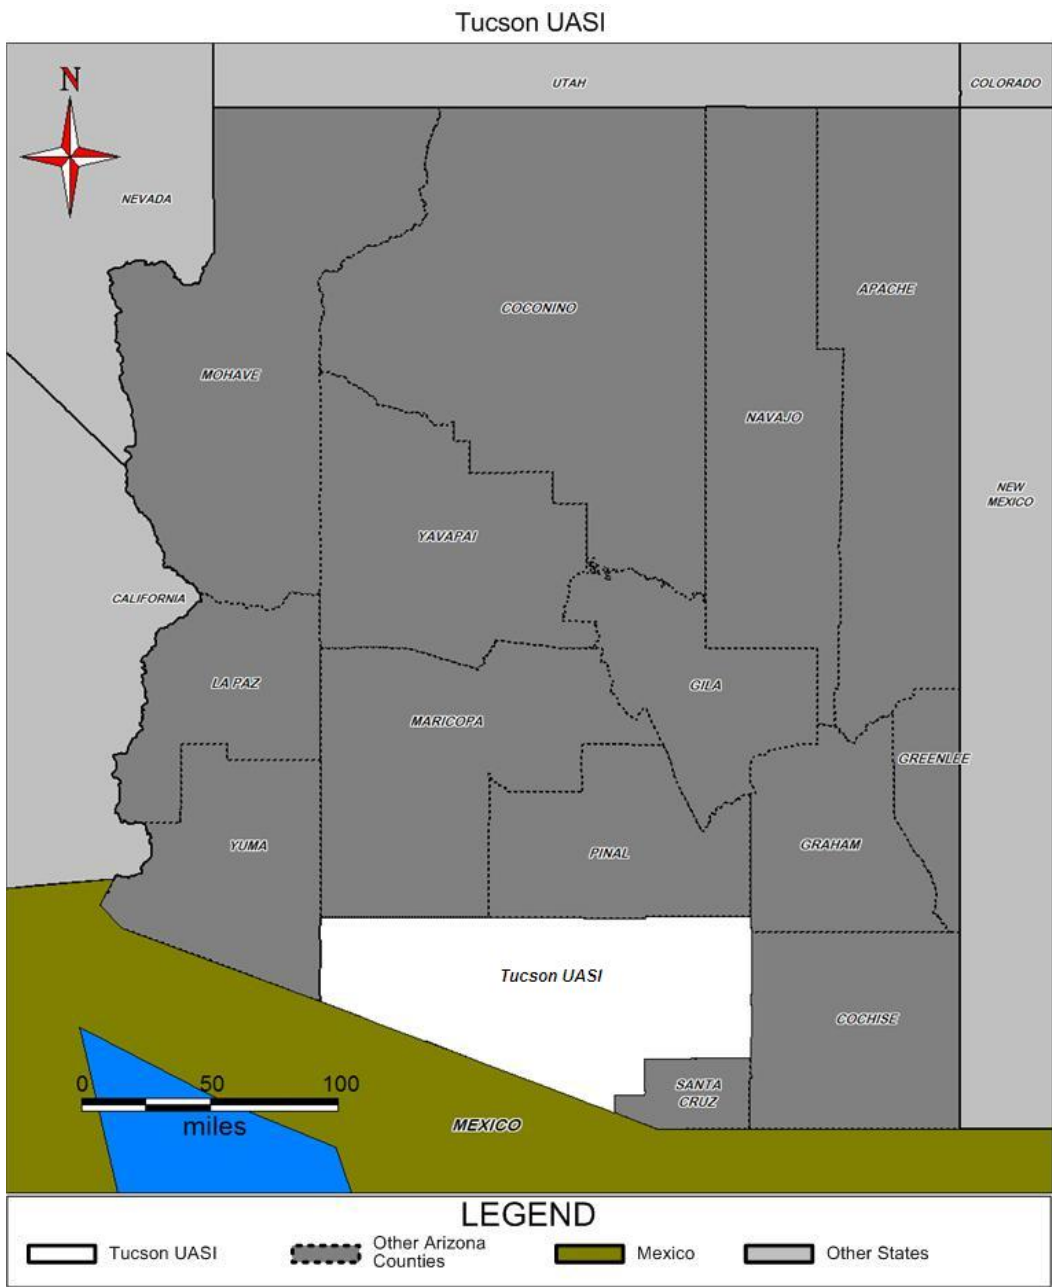 Tucson UASI
UTAH
COLORADO
N
NEVADA
APACHE
COCONINO
MOHAVE
NAVAJO
NEW
MEXICO
YAVAPAI
CALIFORNIA
LA PAZ
GILA
MARICOPA
GREENLEE
YUMA
PINAL
GRAHAM
Tucson UASI
COCHISE
SANTA
CRUZ
0 50 100
miles
MEXICO
LEGEND
Tucson UASI
Other Arizona
Counties
Mexico
Other States